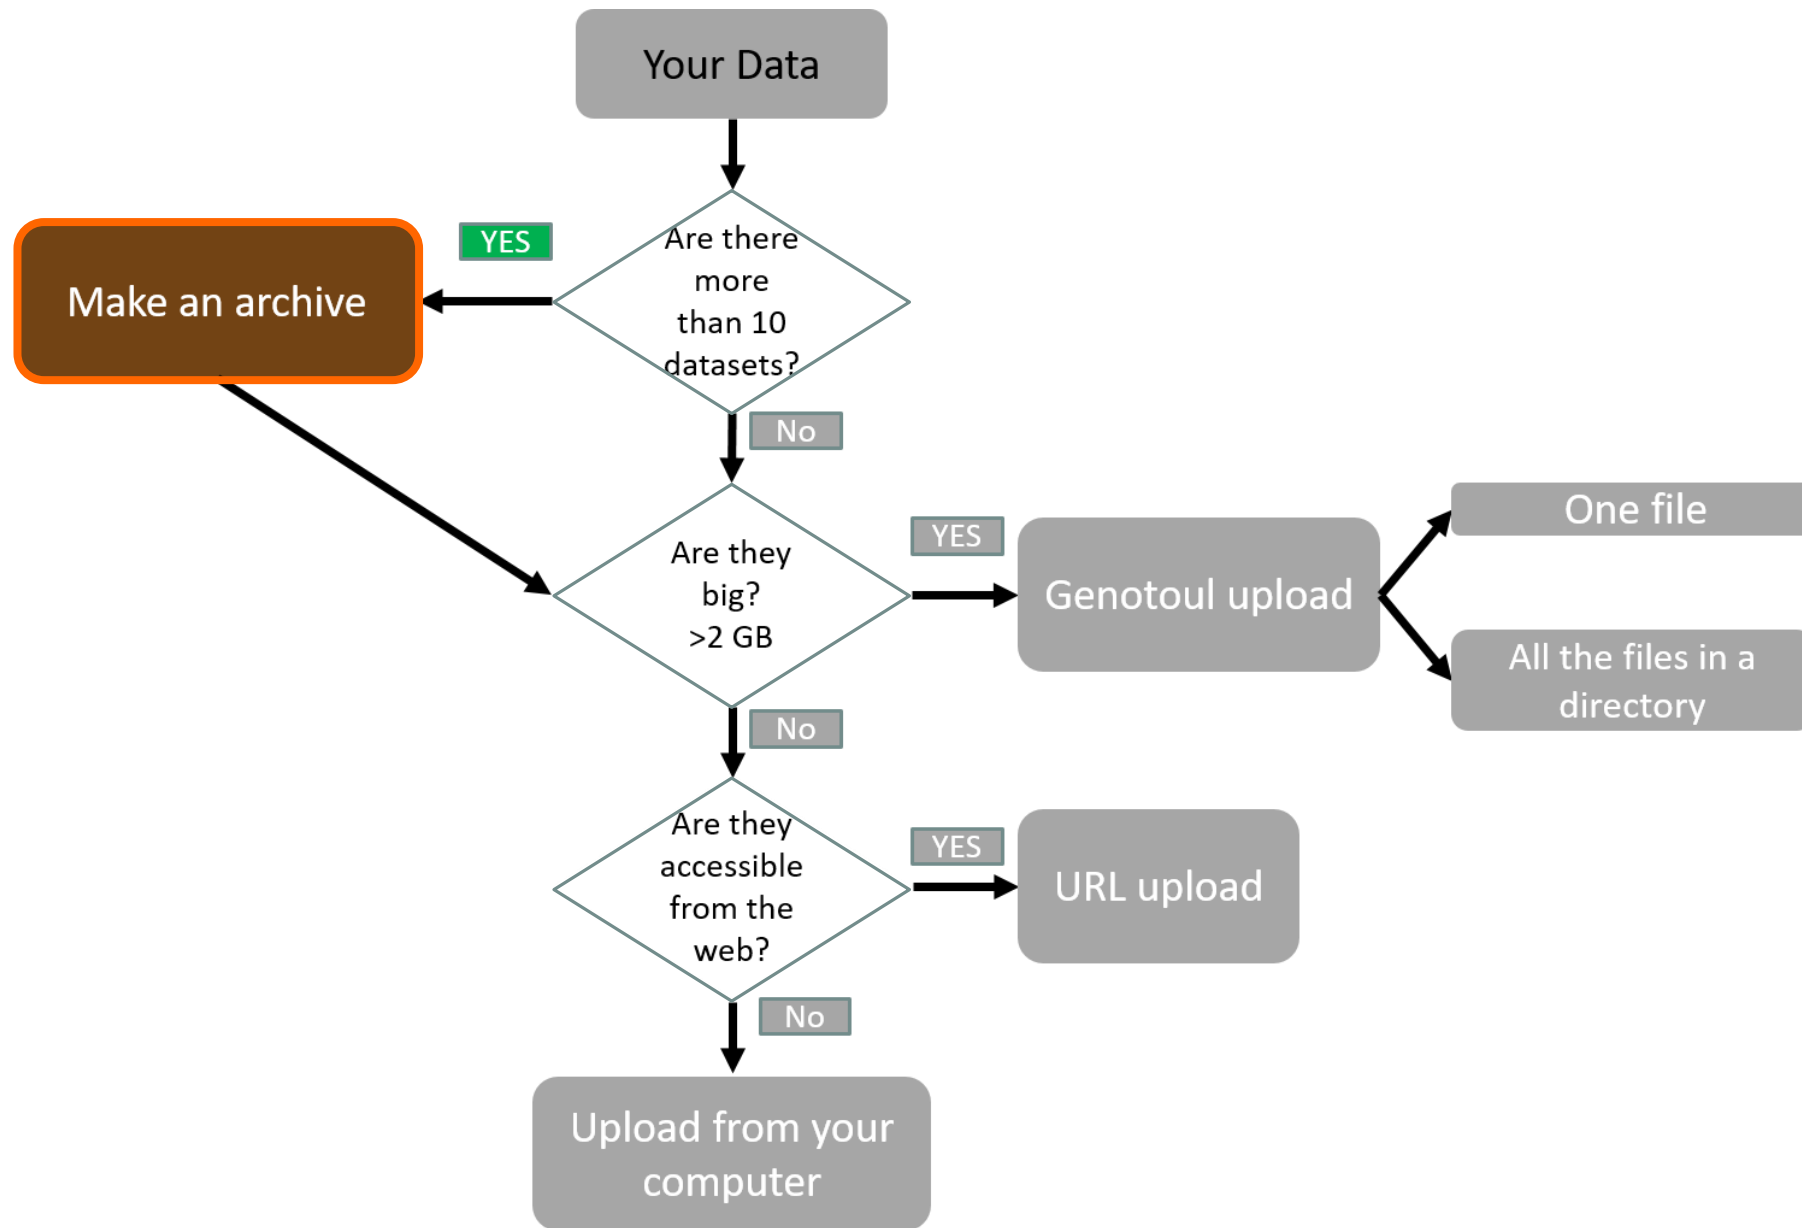 Your Data
YES
Are there
more
than 10
datasets?
Make an archive
No
Are they
big?
>2 GB
YES
Genotoul upload
One file
All the files in a
directory
No
Are they
accessible
from the
web?
YES
URL upload
No
Upload from your
computer